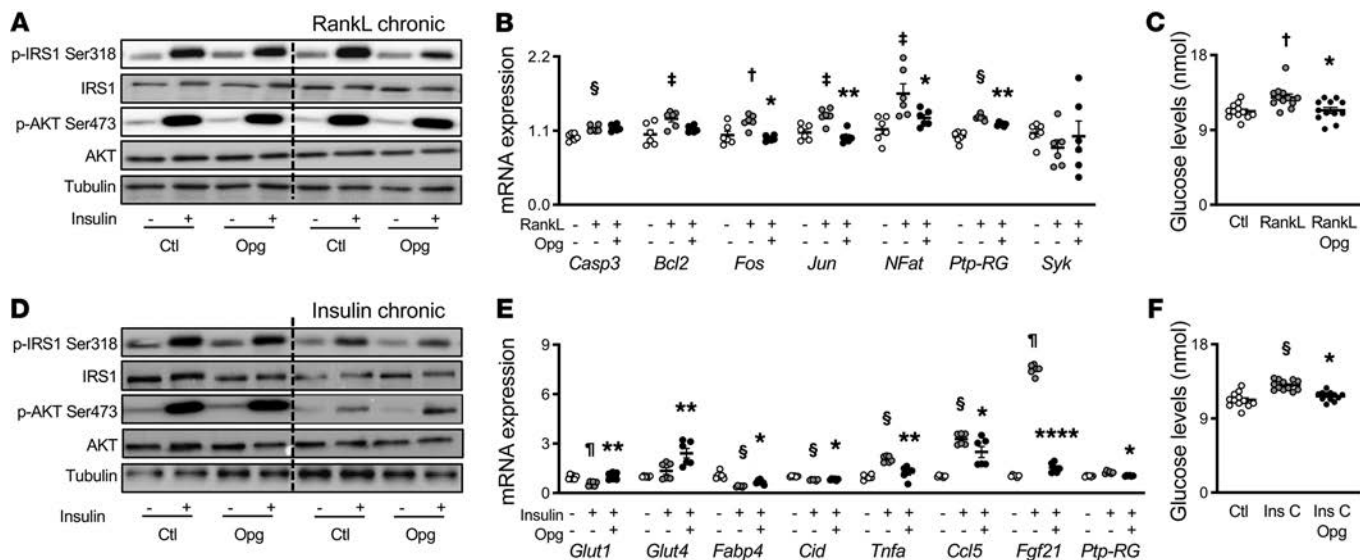 A
RankL chronic
p-IRS1 Ser318
IRS1
p-AKT Ser473
AKT
Tubulin
Insulin - + - + - + - +
Ctl Opg Ctl Opg
B
mRNA expression
2.2
1.1
0.0
§ ‡ † * ‡ ** ‡ * § **
RankL - + + - + + - + + - + + - + + - + + - + +
Opg - - + - - + - - + - - + - - + - - + - - +
Casp3 Bcl2 Fos Jun NFat Ptp-RG Syk
C
Glucose levels (nmol)
18
9
0
† *
Ctl RankL RankL
Opg
D
Insulin chronic
p-IRS1 Ser318
IRS1
p-AKT Ser473
AKT
Tubulin
Insulin - + - + - + - +
Ctl Opg Ctl Opg
E
mRNA expression
9
6
3
0
¶ ** ** § * § * § ** § * ¶ **** *
Insulin - + + - + + - + + - + + - + + - + + - + + - + +
Opg - - + - - + - - + - - + - - + - - + - - + - - +
Glut1 Glut4 Fabp4 Cid Tnfa Ccl5 Fgf21 Ptp-RG
F
Glucose levels (nmol)
18
9
0
§ *
Ctl Ins C Ins C
Opg